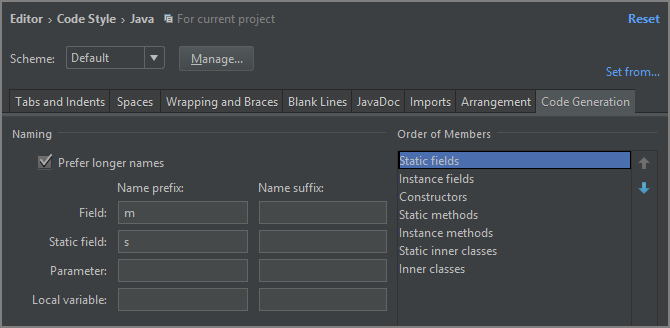 Editor › Code Style › Java For current project Reset
Scheme: Default Manage...
Set from...
Tabs and Indents Spaces Wrapping and Braces Blank Lines JavaDoc Imports Arrangement Code Generation
Naming Order of Members
Prefer longer names
Name prefix: Name suffix:
Field: m
Static field: s
Parameter:
Local variable:
Static fields
Instance fields
Constructors
Static methods
Instance methods
Static inner classes
Inner classes